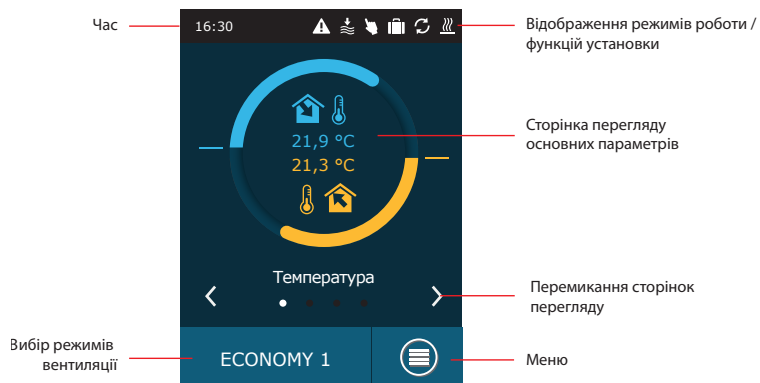 Час
16:30
Відображення режимів роботи /
функцій установки
21,9 °C
21,3 °C
Сторінка перегляду
основних параметрів
Температура
Перемикання сторінок
перегляду
Вибір режимів
вентиляції
ECONOMY 1
Меню